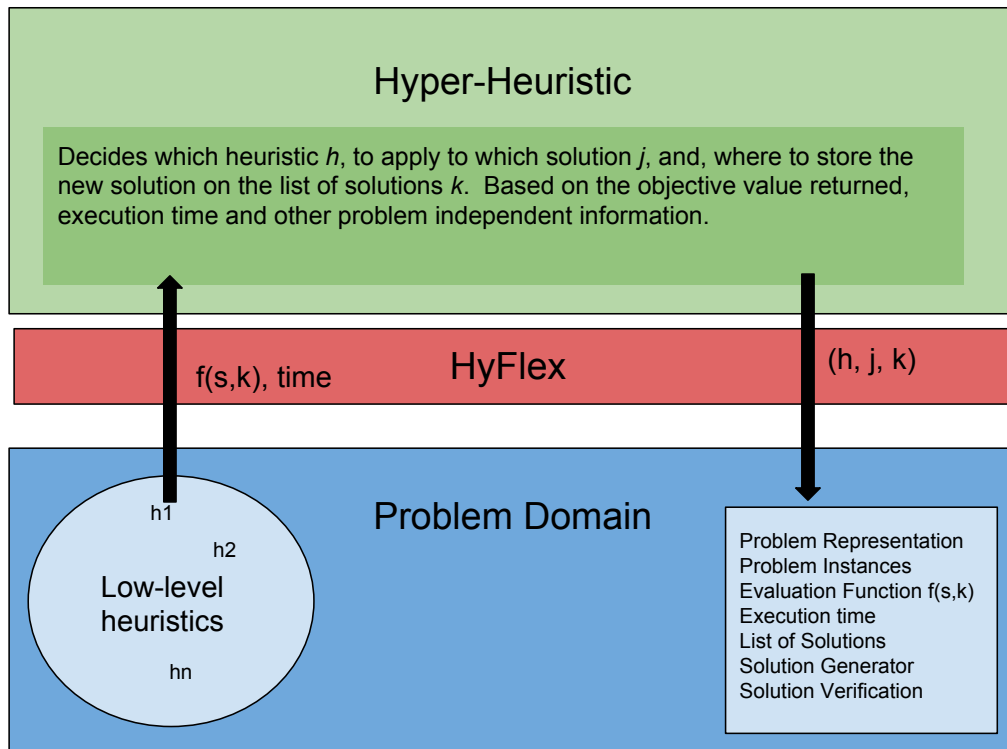 Hyper-Heuristic
Decides which heuristic h, to apply to which solution j, and, where to store the
new solution on the list of solutions k.  Based on the objective value returned,
execution time and other problem independent information.
f(s,k), time
HyFlex
(h, j, k)
Problem Domain
h1
h2
Low-level
heuristics
hn
Problem Representation
Problem Instances
Evaluation Function f(s,k)
Execution time
List of Solutions
Solution Generator
Solution Verification